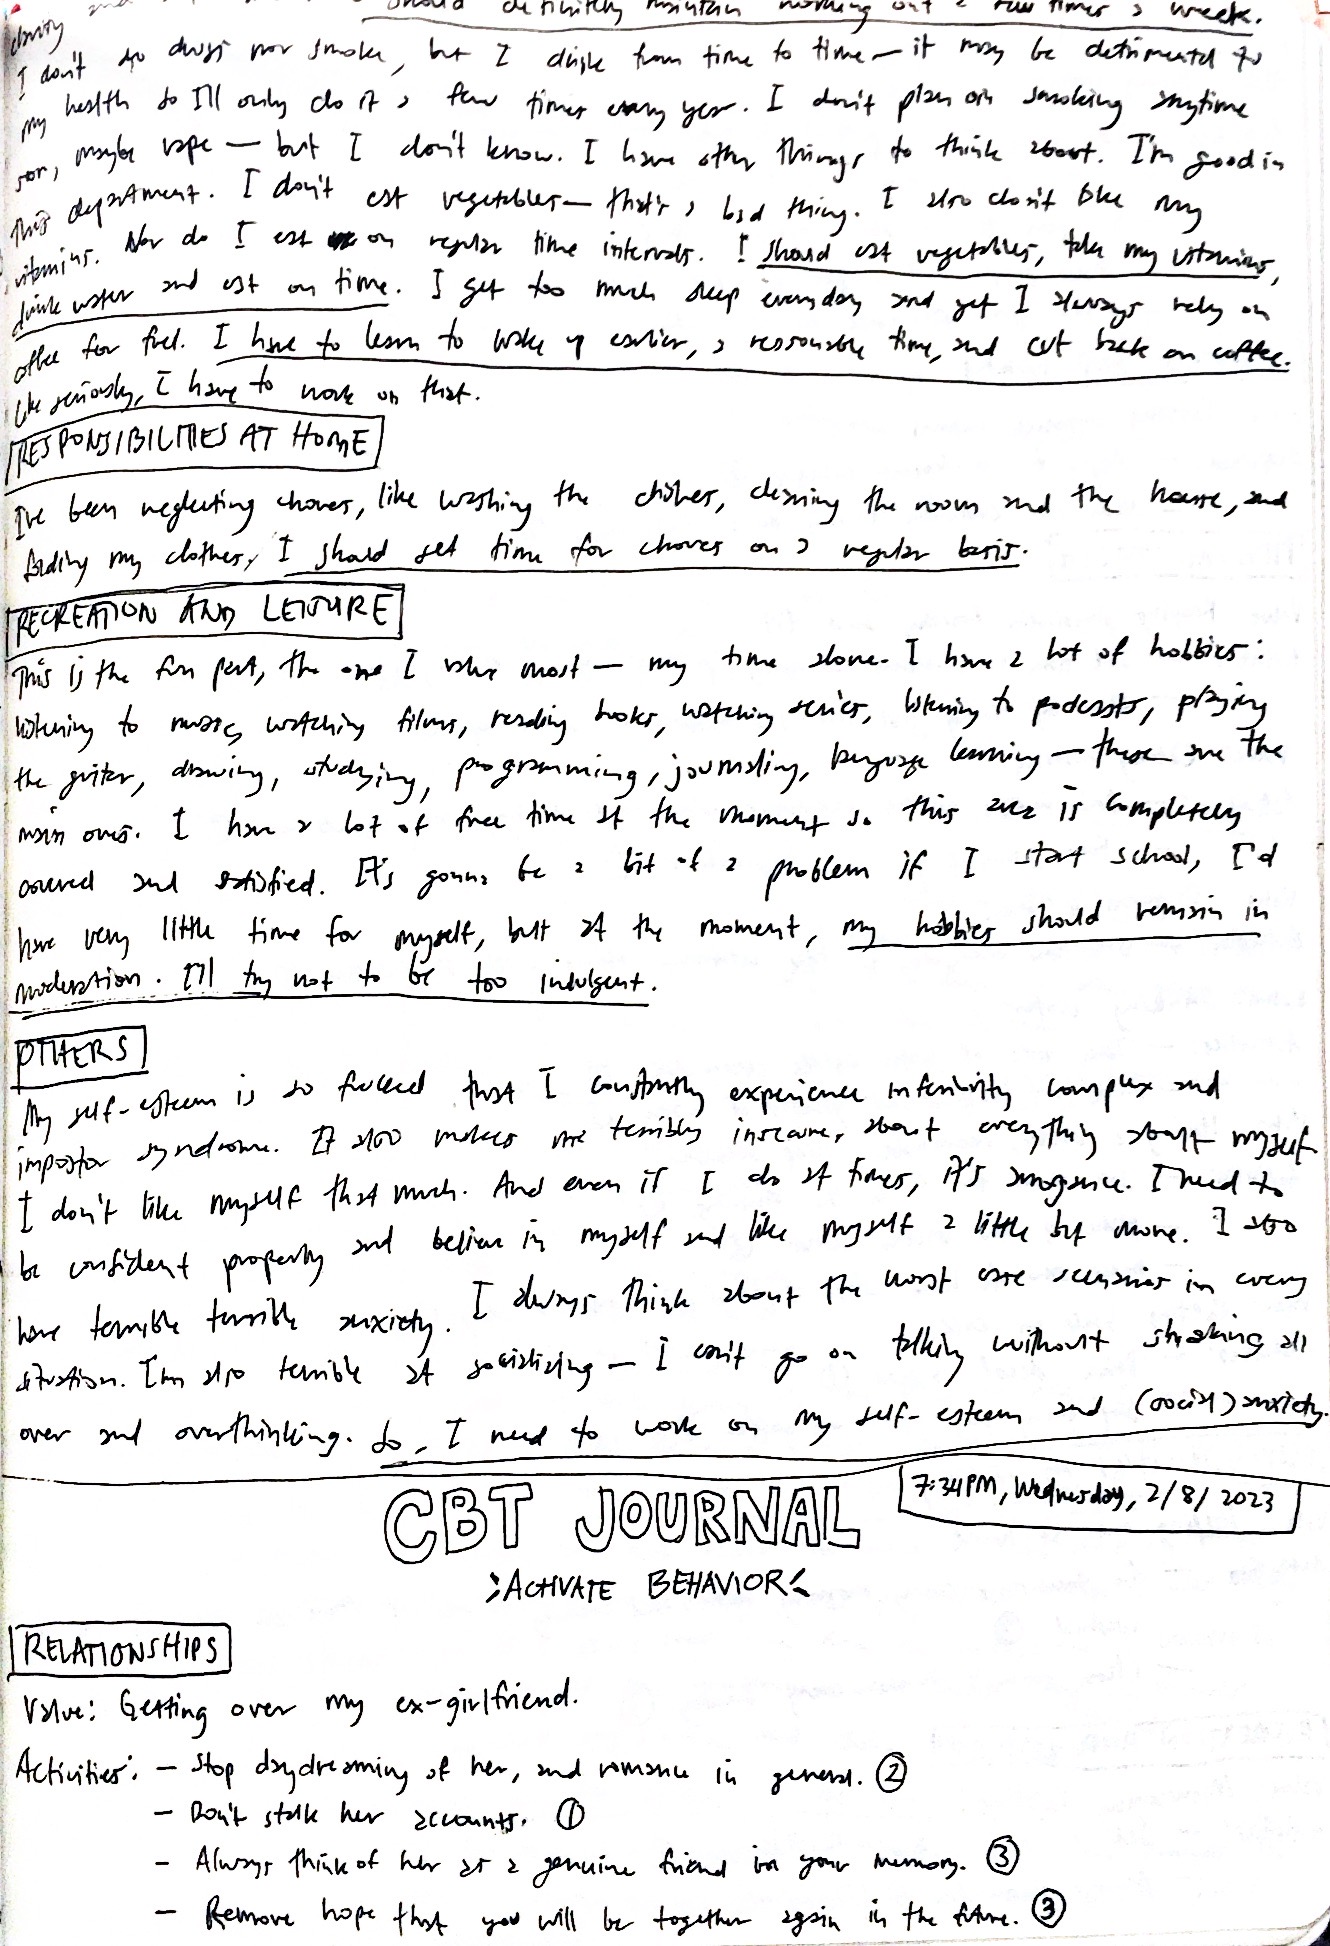 should definitely maintain working out a few times a week.
clarity
I don't do drugs nor smoke, but I drink from time to time — it may be detrimental to
my health so I'll only do it a few times every year. I don't plan on smoking anytime
soon, maybe vape — but I don't know. I have other things to think about. I'm good in
this department. I don't eat vegetables — that's a bad thing. I also don't take my
vitamins. Nor do I eat on regular time intervals. I should eat vegetables, take my vitamins,
drink water and eat on time. I get too much sleep everyday and yet I always rely on
coffee for fuel. I have to learn to wake up earlier, a reasonable time, and cut back on coffee.
Like seriously, I have to work on that.
RESPONSIBILITIES AT HOME
I've been neglecting chores, like washing the dishes, cleaning the room and the house, and
folding my clothes, I should set time for chores on a regular basis.
RECREATION AND LEISURE
This is the fun part, the one I value most — my time alone. I have a lot of hobbies:
listening to music, watching films, reading books, watching series, listening to podcasts, playing
the guitar, drawing, studying, programming, journaling, language learning — these are the
main ones. I have a lot of free time at the moment so this area is completely
covered and satisfied. It's gonna be a bit of a problem if I start school, I'd
have very little time for myself, but at the moment, my hobbies should remain in
moderation. I'll try not to be too indulgent.
OTHERS
My self-esteem is so fucked that I constantly experience inferiority complex and
impostor syndrome. It also makes me terribly insecure, about everything about myself
I don't like myself that much. And even if I do at times, it's arrogance. I need to
be confident properly and believe in myself and like myself a little bit more. I also
have terrible terrible anxiety. I always think about the worst case scenarios in every
situation. I'm also terrible at socializing — I can't go on talking without shaking all
over and overthinking. So, I need to work on my self-esteem and (social) anxiety.
CBT JOURNAL
7:34PM, Wednesday, 2/8/2023
ACTIVATE BEHAVIOR
RELATIONSHIPS
Value: Getting over my ex-girlfriend.
Activities: — Stop daydreaming of her, and romance in general. ②
— Don't stalk her accounts. ①
— Always think of her as a genuine friend in your memory. ③
— Remove hope that you will be together again in the future. ③